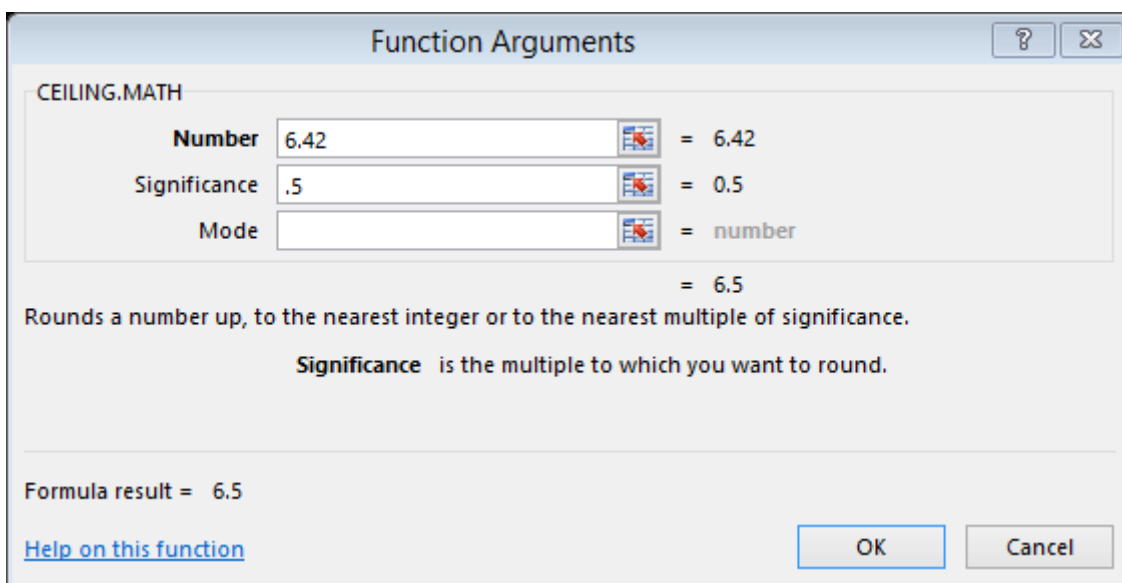 Function Arguments
?
CEILING.MATH
Number 6.42 = 6.42
Significance .5 = 0.5
Mode = number
= 6.5
Rounds a number up, to the nearest integer or to the nearest multiple of significance.
Significance is the multiple to which you want to round.
Formula result = 6.5
Help on this function OK Cancel